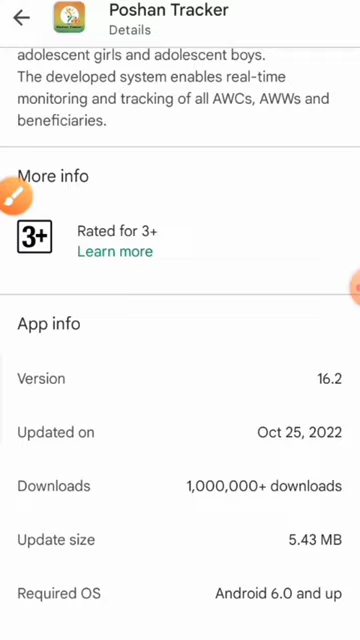 Poshan Tracker
Details
adolescent girls and adolescent boys.
The developed system enables real-time
monitoring and tracking of all AWCs, AWWs and
beneficiaries.
More info
3+
Rated for 3+
Learn more
App info
Version 16.2
Updated on Oct 25, 2022
Downloads 1,000,000+ downloads
Update size 5.43 MB
Required OS Android 6.0 and up